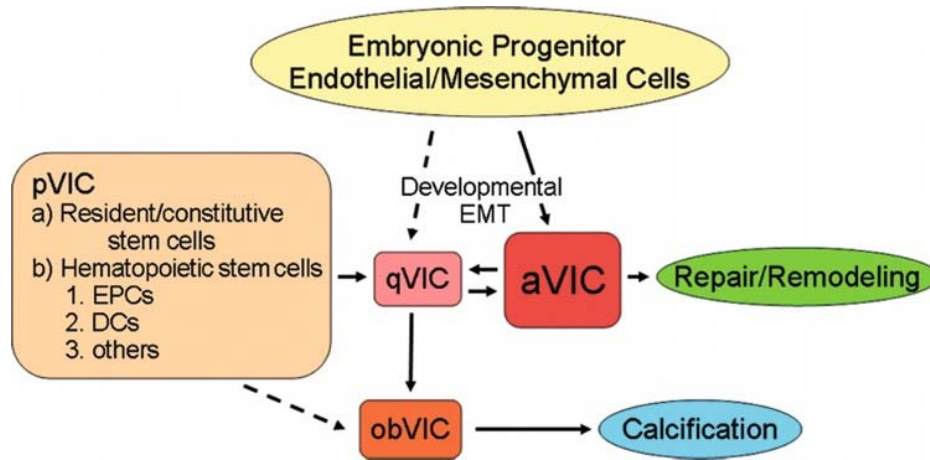 Embryonic Progenitor
Endothelial/Mesenchymal Cells
Developmental
EMT
pVIC
a) Resident/constitutive
stem cells
b) Hematopoietic stem cells
1. EPCs
2. DCs
3. others
qVIC
aVIC
Repair/Remodeling
obVIC
Calcification